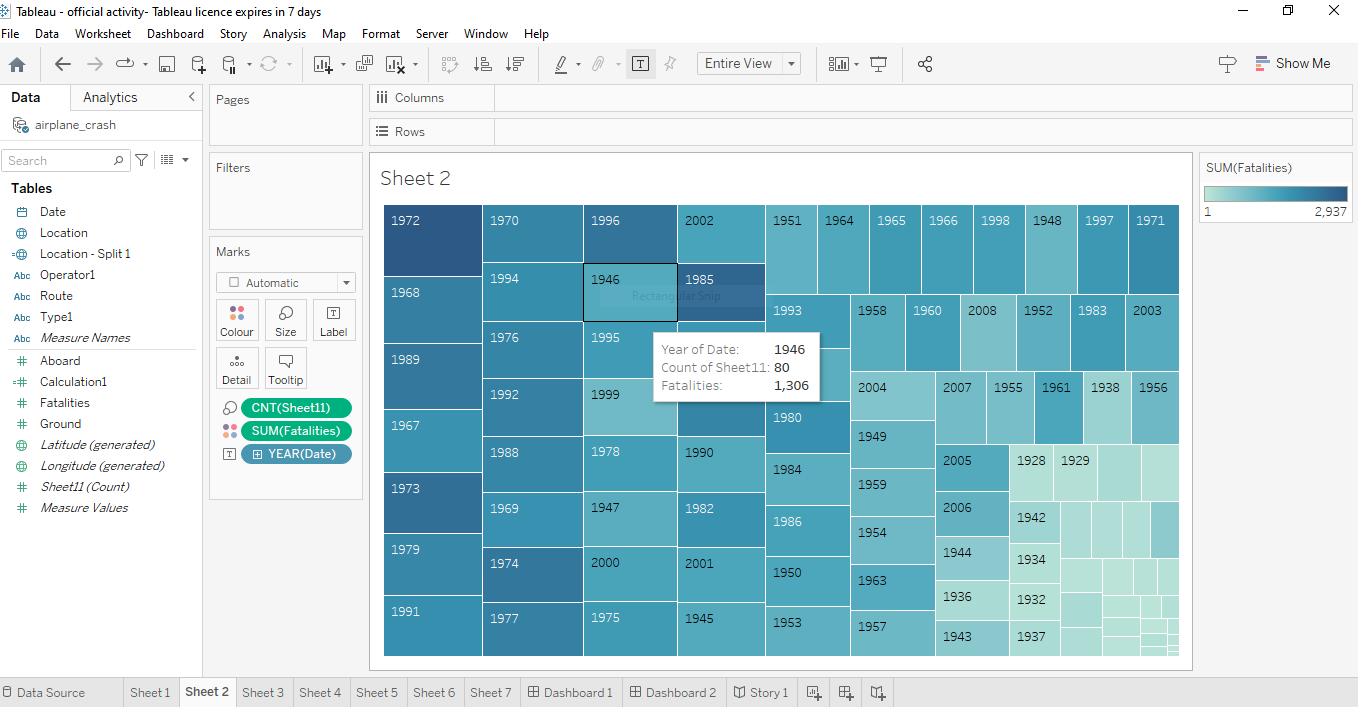 Tableau - official activity- Tableau licence expires in 7 days
File Data Worksheet Dashboard Story Analysis Map Format Server Window Help
Entire View
Show Me
Data Analytics
airplane_crash
Search
Tables
Date
Location
Location - Split 1
Abc Operator1
Abc Route
Abc Type1
Abc Measure Names
Aboard
Calculation1
Fatalities
Ground
Latitude (generated)
Longitude (generated)
Sheet11 (Count)
Measure Values
Pages
Filters
Marks
Automatic
Colour Size Label
Detail Tooltip
CNT(Sheet11)
SUM(Fatalities)
YEAR(Date)
Columns
Rows
Sheet 2
1972 1970 1996 2002 1951 1964 1965 1966 1998 1948 1997 1971
1994 1946 1985
Rectangular Snip
1968
1993 1958 1960 2008 1952 1983 2003
1976 1995
Year of Date: 1946
Count of Sheet11: 80
Fatalities: 1,306
1989
1992 1999
2004 2007 1955 1961 1938 1956
1980
1967
1988 1978 1990
1949
1984
2005 1928 1929
1973
1969 1947 1982
1959
1986
2006
1942
1954
1979
1974 2000 2001
1950
1944
1934
1963
1936
1932
1991
1977 1975 1945
1953
1957
1943 1937
SUM(Fatalities)
1 2,937
Data Source Sheet 1 Sheet 2 Sheet 3 Sheet 4 Sheet 5 Sheet 6 Sheet 7 Dashboard 1 Dashboard 2 Story 1